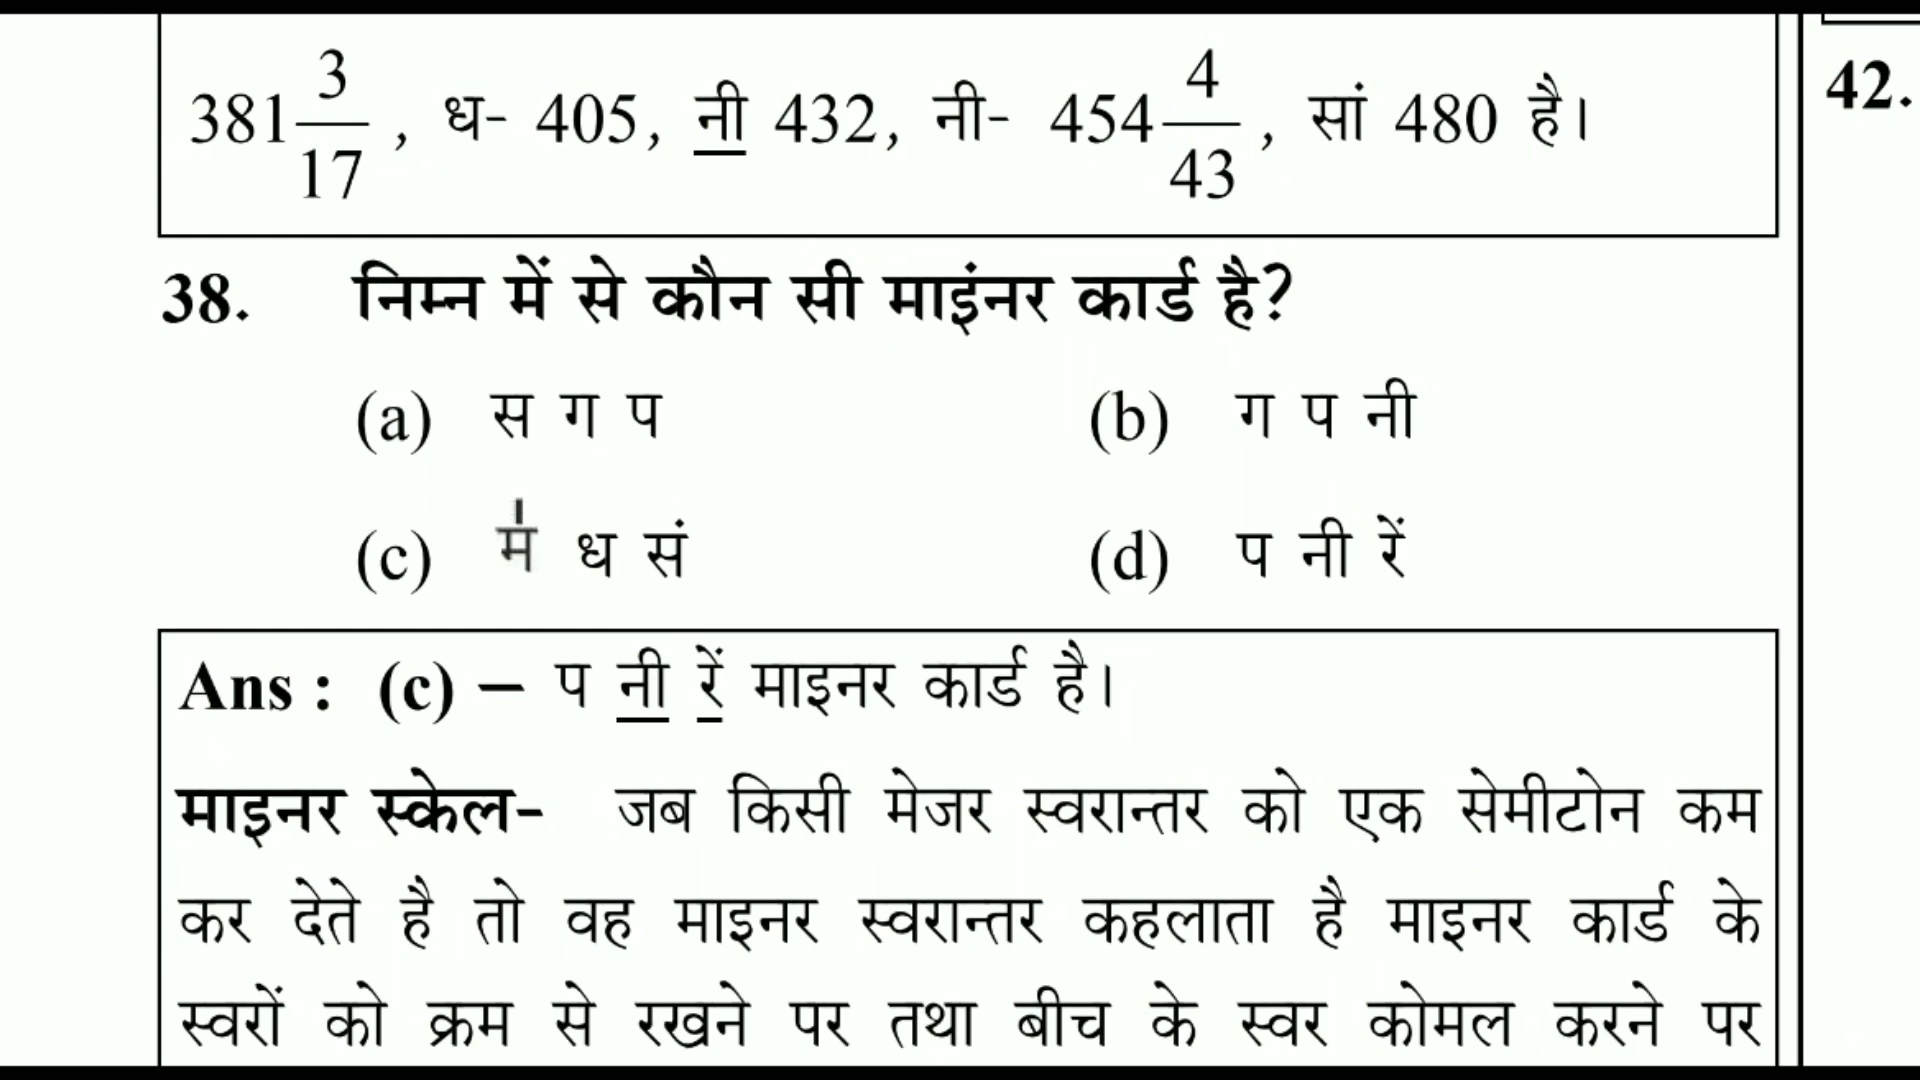 381 3/17 , ध- 405, नी 432, नी- 454 4/43 , सां 480 है।
38. निम्न में से कौन सी माइंनर कार्ड है?
(a) स ग प (b) ग प नी
(c) म॑ ध सं (d) प नी रें
Ans : (c) – प नी रें माइनर कार्ड है।
माइनर स्केल- जब किसी मेजर स्वरान्तर को एक सेमीटोन कम
कर देते है तो वह माइनर स्वरान्तर कहलाता है माइनर कार्ड के
स्वरों को क्रम से रखने पर तथा बीच के स्वर कोमल करने पर
42.